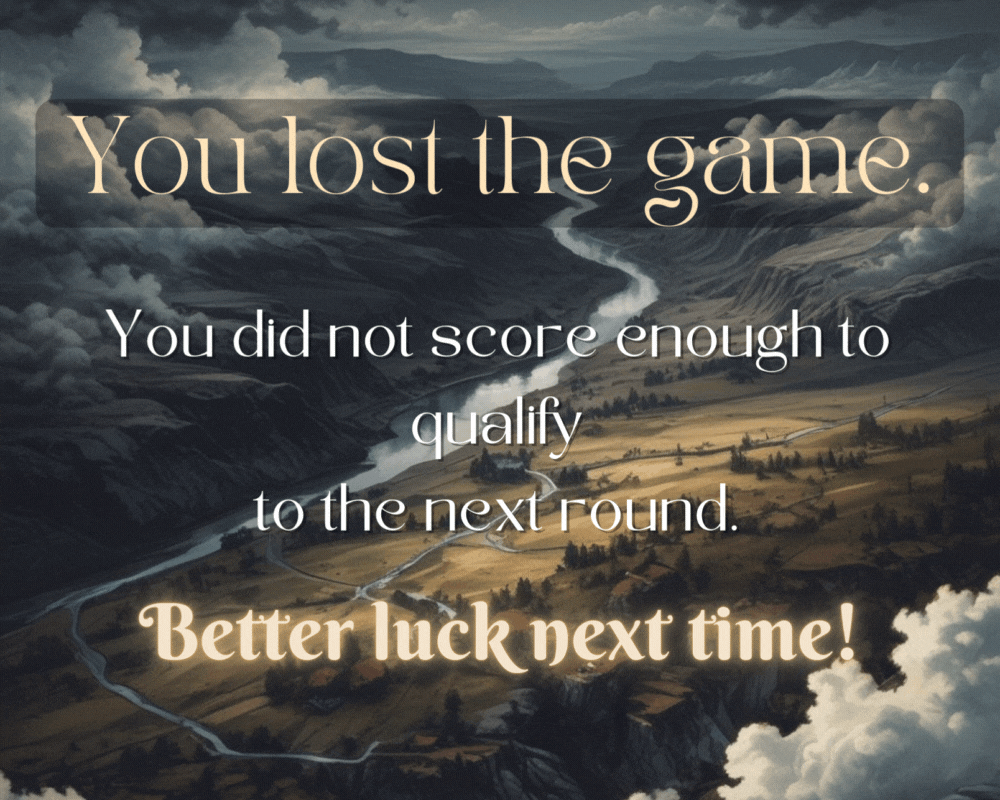 You lost the game.
You did not score enough to
qualify
to the next round.
Better luck next time!